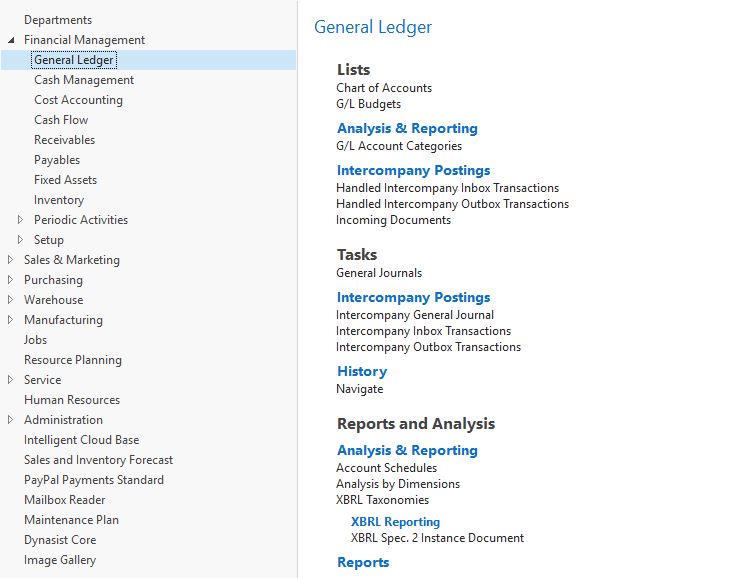 Departments
Financial Management
General Ledger
Cash Management
Cost Accounting
Cash Flow
Receivables
Payables
Fixed Assets
Inventory
Periodic Activities
Setup
Sales & Marketing
Purchasing
Warehouse
Manufacturing
Jobs
Resource Planning
Service
Human Resources
Administration
Intelligent Cloud Base
Sales and Inventory Forecast
PayPal Payments Standard
Mailbox Reader
Maintenance Plan
Dynasist Core
Image Gallery
General Ledger
Lists
Chart of Accounts
G/L Budgets
Analysis & Reporting
G/L Account Categories
Intercompany Postings
Handled Intercompany Inbox Transactions
Handled Intercompany Outbox Transactions
Incoming Documents
Tasks
General Journals
Intercompany Postings
Intercompany General Journal
Intercompany Inbox Transactions
Intercompany Outbox Transactions
History
Navigate
Reports and Analysis
Analysis & Reporting
Account Schedules
Analysis by Dimensions
XBRL Taxonomies
XBRL Reporting
XBRL Spec. 2 Instance Document
Reports